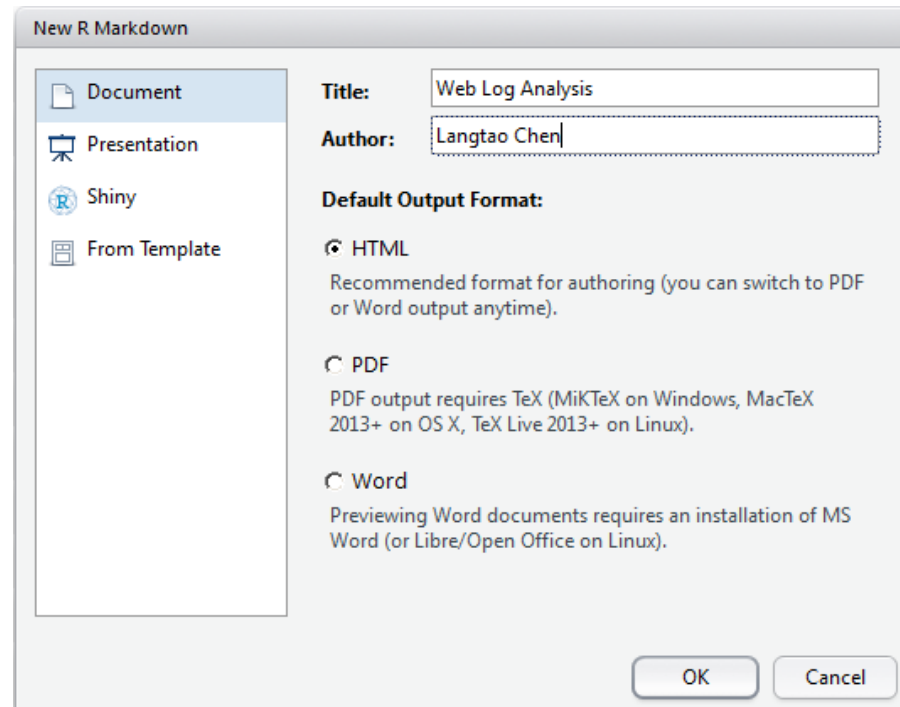 New R Markdown
Document
Presentation
R Shiny
From Template
Title: Web Log Analysis
Author: Langtao Chen
Default Output Format:
HTML
Recommended format for authoring (you can switch to PDF
or Word output anytime).
PDF
PDF output requires TeX (MiKTeX on Windows, MacTeX
2013+ on OS X, TeX Live 2013+ on Linux).
Word
Previewing Word documents requires an installation of MS
Word (or Libre/Open Office on Linux).
OK Cancel